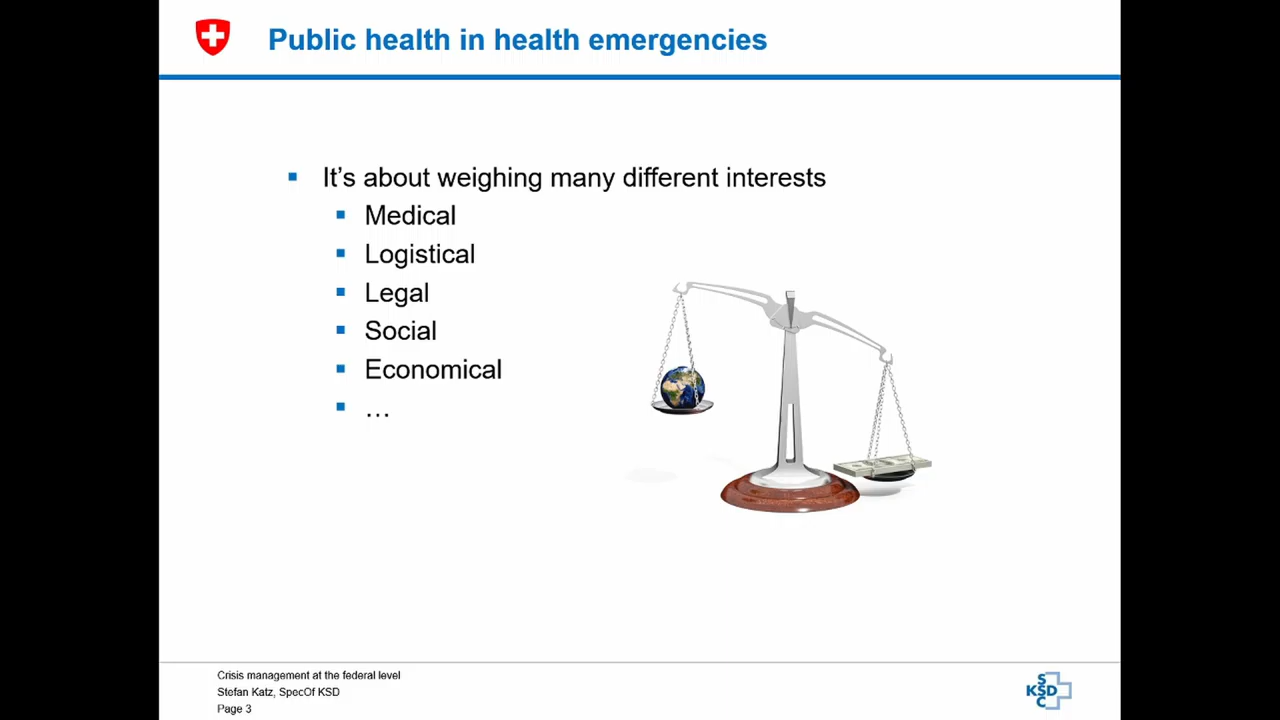 Public health in health emergencies
It's about weighing many different interests
Medical
Logistical
Legal
Social
Economical
…
Crisis management at the federal level
Stefan Katz, SpecOf KSD
Page 3
S
KSD
C